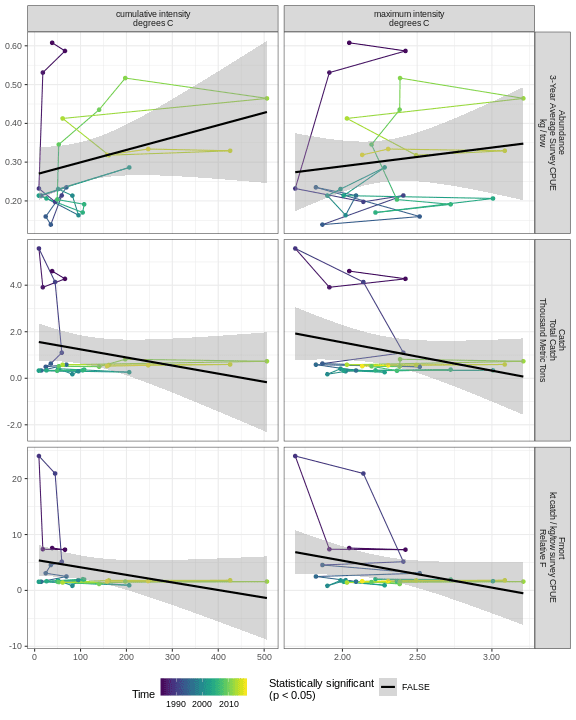 cumulative intensity
degrees C
maximum intensity
degrees C
0.60
0.50
0.40
0.30
0.20
Abundance
3-Year Average Survey CPUE
kg / tow
4.0
2.0
0.0
-2.0
Catch
Total Catch
Thousand Metric Tons
20
10
0
-10
Fmort
kt catch / kg/tow survey CPUE
Relative F
0
100
200
300
400
500
2.00
2.50
3.00
Time
1990
2000
2010
Statistically significant
(p < 0.05)
FALSE